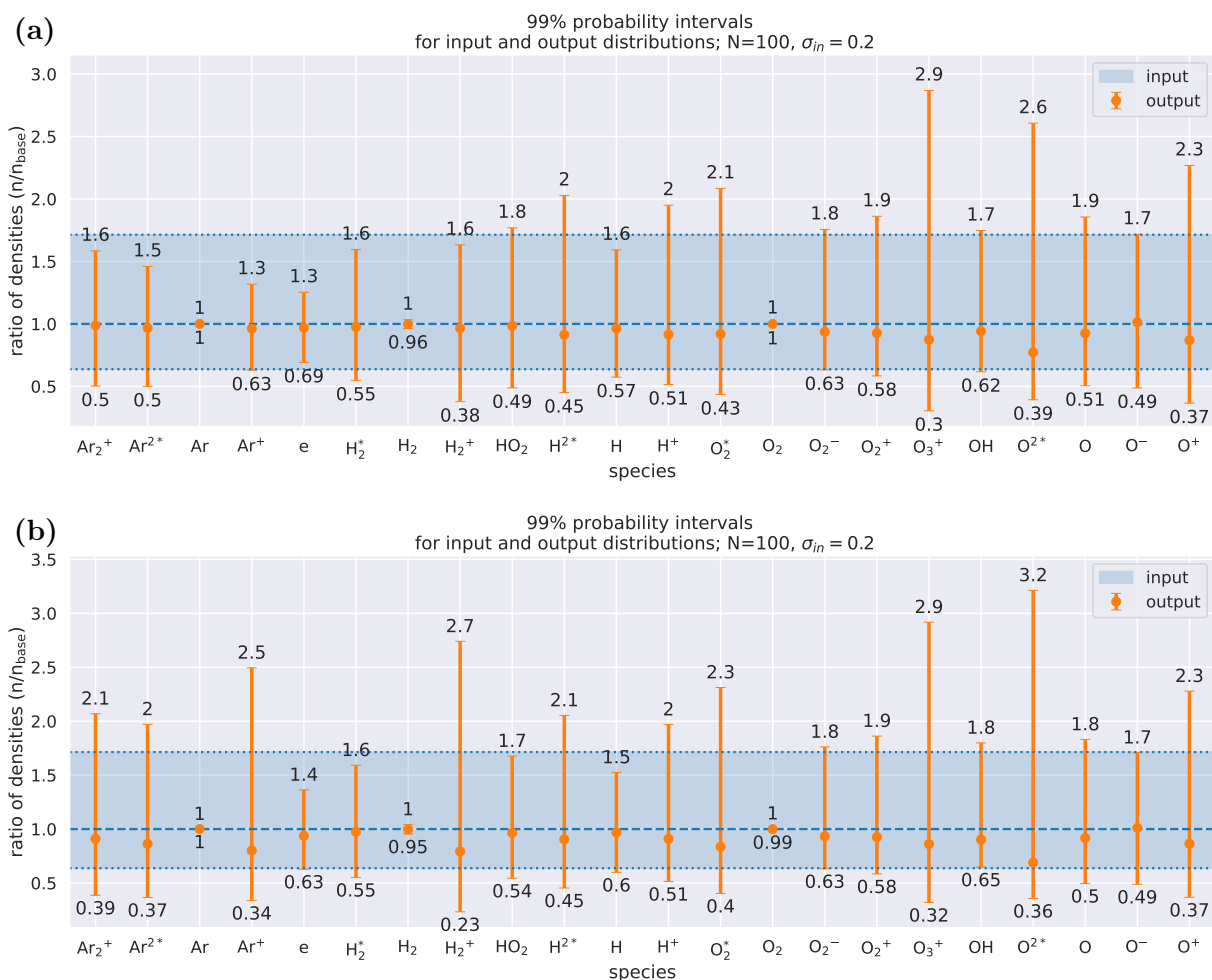 (a)
99% probability intervals
for input and output distributions; N=100, σ_in = 0.2
ratio of densities (n/n_base)
3.0
2.5
2.0
1.5
1.0
0.5
input
output
1.6 1.5 1 1.3 1.3 1.6 1 1.6 1.8 2 1.6 2 2.1 1 1.8 1.9 2.9 1.7 2.6 1.9 1.7 2.3
0.5 0.5 1 0.63 0.69 0.55 0.96 0.38 0.49 0.45 0.57 0.51 0.43 1 0.63 0.58 0.3 0.62 0.39 0.51 0.49 0.37
Ar₂⁺ Ar²* Ar Ar⁺ e H₂* H₂ H₂⁺ HO₂ H²* H H⁺ O₂* O₂ O₂⁻ O₂⁺ O₃⁺ OH O²* O O⁻ O⁺
species
(b)
99% probability intervals
for input and output distributions; N=100, σ_in = 0.2
ratio of densities (n/n_base)
3.5
3.0
2.5
2.0
1.5
1.0
0.5
input
output
2.1 2 1 2.5 1.4 1.6 1 2.7 1.7 2.1 1.5 2 2.3 1 1.8 1.9 2.9 1.8 3.2 1.8 1.7 2.3
0.39 0.37 1 0.34 0.63 0.55 0.95 0.23 0.54 0.45 0.6 0.51 0.4 0.99 0.63 0.58 0.32 0.65 0.36 0.5 0.49 0.37
Ar₂⁺ Ar²* Ar Ar⁺ e H₂* H₂ H₂⁺ HO₂ H²* H H⁺ O₂* O₂ O₂⁻ O₂⁺ O₃⁺ OH O²* O O⁻ O⁺
species